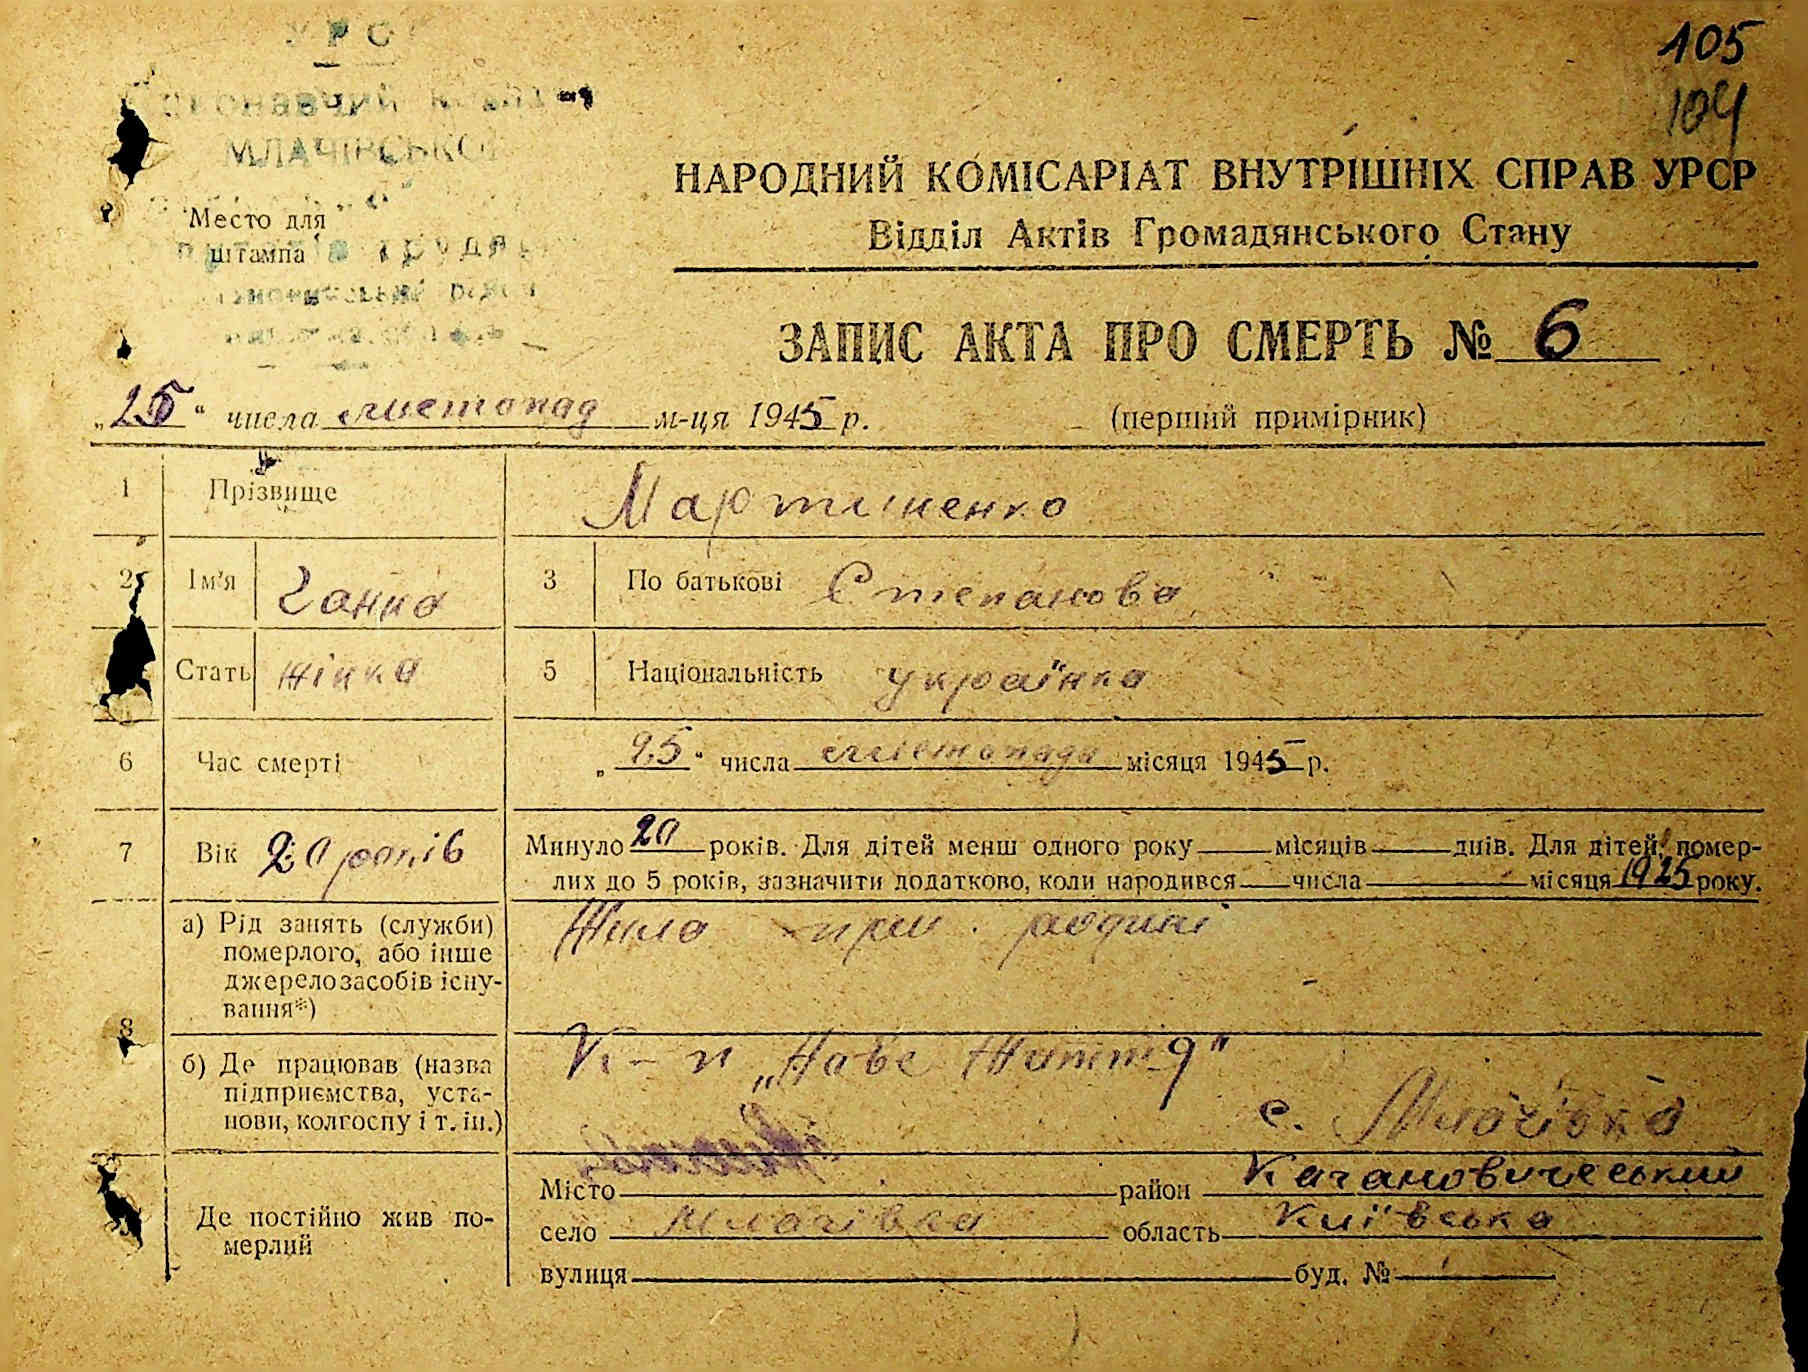 УРС
105
104
МЛАЧІВСЬКОЇ
Место для
штампа
НАРОДНИЙ КОМІСАРІАТ ВНУТРІШНІХ СПРАВ УРСР
Відділ Актів Громадянського Стану
ЗАПИС АКТА ПРО СМЕРТЬ № 6
„25“ числа листопад м-ця 1945 р. (перший примірник)
1 Прізвище Мартиненко
2 Ім'я Ганна 3 По батькові Степанова
Стать жінка 5 Національність українка
6 Час смерті „25“ числа листопада місяця 1945 р.
7 Вік 20 років Минуло 20 років. Для дітей менш одного року місяців днів. Для дітей, помер-
лих до 5 років, зазначити додатково, коли народився числа місяця 1925 року.
8 а) Рід занять (служби) Жила при родині
померлого, або інше
джерело засобів існу-
вання*)
б) Де працював (назва К-п „Нове Життя"
підприємства, уста- с. Млачівка
нови, колгоспу і т. ін.)
Де постійно жив по-
мерлий
Місто район Кагановичеський
село Млачівка область Київська
вулиця буд. №